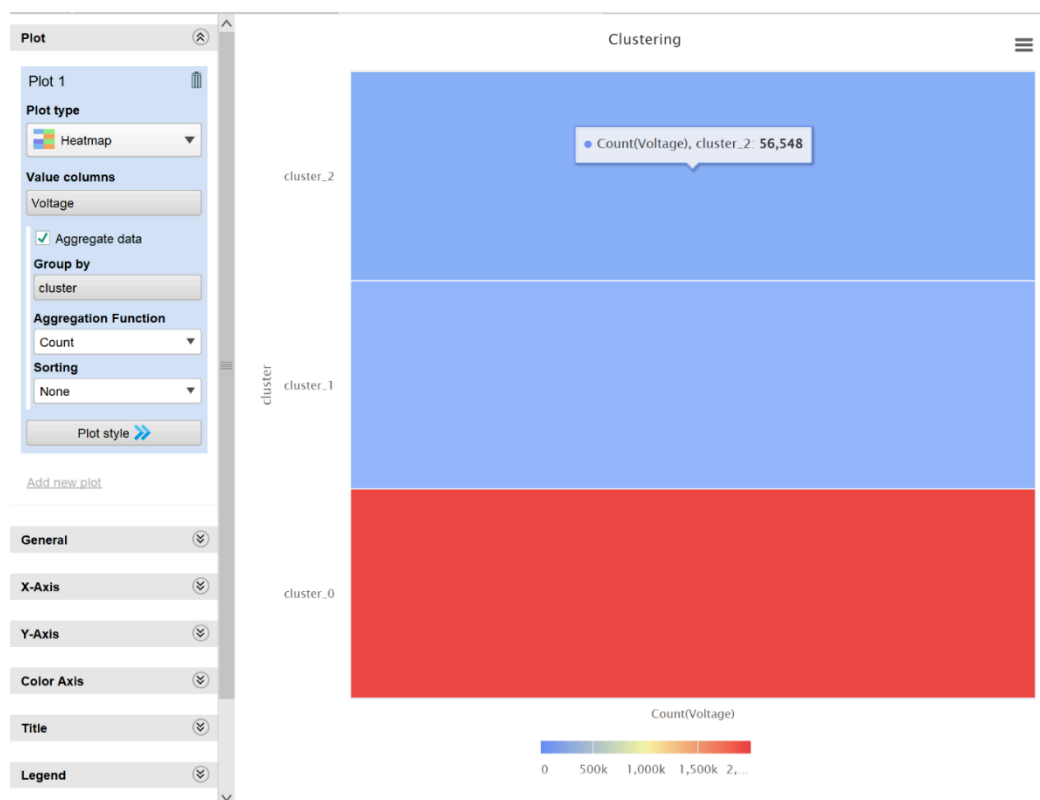 Plot
Plot 1
Plot type
Heatmap
Value columns
Voltage
Aggregate data
Group by
cluster
Aggregation Function
Count
Sorting
None
Plot style
Add new plot
General
X-Axis
Y-Axis
Color Axis
Title
Legend
Clustering
Count(Voltage), cluster_2: 56,548
cluster_2
cluster_1
cluster_0
cluster
Count(Voltage)
0 500k 1,000k 1,500k 2,...